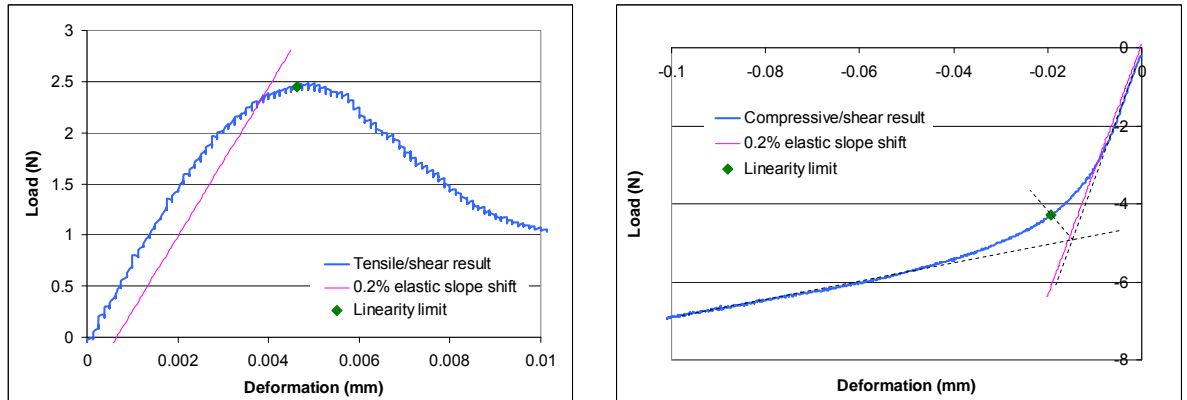 3
2.5
2
1.5
1
0.5
0
Load (N)
Tensile/shear result
0.2% elastic slope shift
Linearity limit
0 0.002 0.004 0.006 0.008 0.01
Deformation (mm)
-0.1 -0.08 -0.06 -0.04 -0.02 0
0
-2
-4
-6
-8
Load (N)
Compressive/shear result
0.2% elastic slope shift
Linearity limit
Deformation (mm)